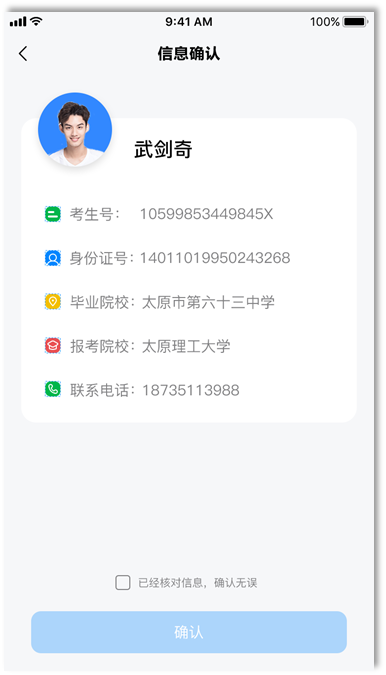 9:41 AM
100%
信息确认
武剑奇
考生号： 10599853449845X
身份证号：14011019950243268
毕业院校：太原市第六十三中学
报考院校：太原理工大学
联系电话：18735113988
已经核对信息，确认无误
确认